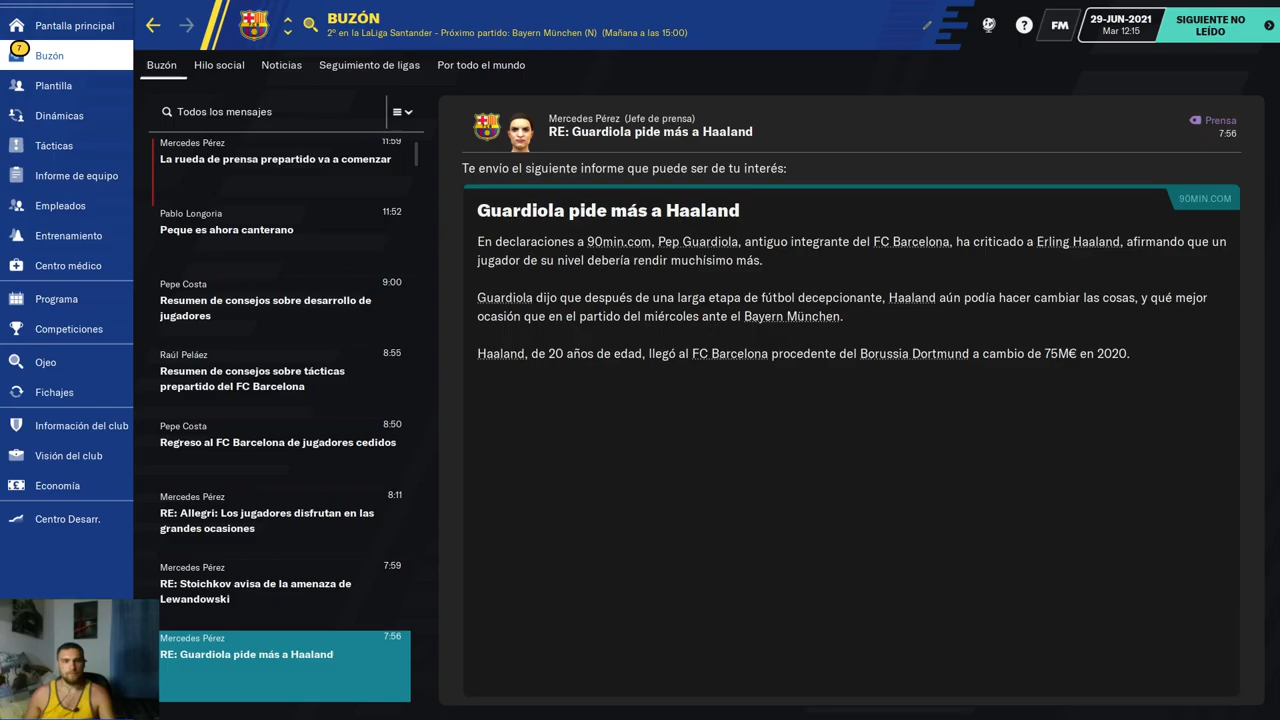 Pantalla principal
7
Buzón
Plantilla
Dinámicas
Tácticas
Informe de equipo
Empleados
Entrenamiento
Centro médico
Programa
Competiciones
Ojeo
Fichajes
Información del club
Visión del club
Economía
Centro Desarr.
BUZÓN
2º en la LaLiga Santander - Próximo partido: Bayern München (N) (Mañana a las 15:00)
?
FM
29-JUN-2021
Mar 12:15
SIGUIENTE NO
LEÍDO
Buzón Hilo social Noticias Seguimiento de ligas Por todo el mundo
Todos los mensajes
Mercedes Pérez 11:59
La rueda de prensa prepartido va a comenzar
Pablo Longoria 11:52
Peque es ahora canterano
Pepe Costa 9:00
Resumen de consejos sobre desarrollo de
jugadores
Raúl Peláez 8:55
Resumen de consejos sobre tácticas
prepartido del FC Barcelona
Pepe Costa 8:50
Regreso al FC Barcelona de jugadores cedidos
Mercedes Pérez 8:11
RE: Allegri: Los jugadores disfrutan en las
grandes ocasiones
Mercedes Pérez 7:59
RE: Stoichkov avisa de la amenaza de
Lewandowski
Mercedes Pérez 7:56
RE: Guardiola pide más a Haaland
Mercedes Pérez (Jefe de prensa)
RE: Guardiola pide más a Haaland
Prensa
7:56
Te envío el siguiente informe que puede ser de tu interés:
90MIN.COM
Guardiola pide más a Haaland
En declaraciones a 90min.com, Pep Guardiola, antiguo integrante del FC Barcelona, ha criticado a Erling Haaland, afirmando que un
jugador de su nivel debería rendir muchísimo más.
Guardiola dijo que después de una larga etapa de fútbol decepcionante, Haaland aún podía hacer cambiar las cosas, y qué mejor
ocasión que en el partido del miércoles ante el Bayern München.
Haaland, de 20 años de edad, llegó al FC Barcelona procedente del Borussia Dortmund a cambio de 75M€ en 2020.